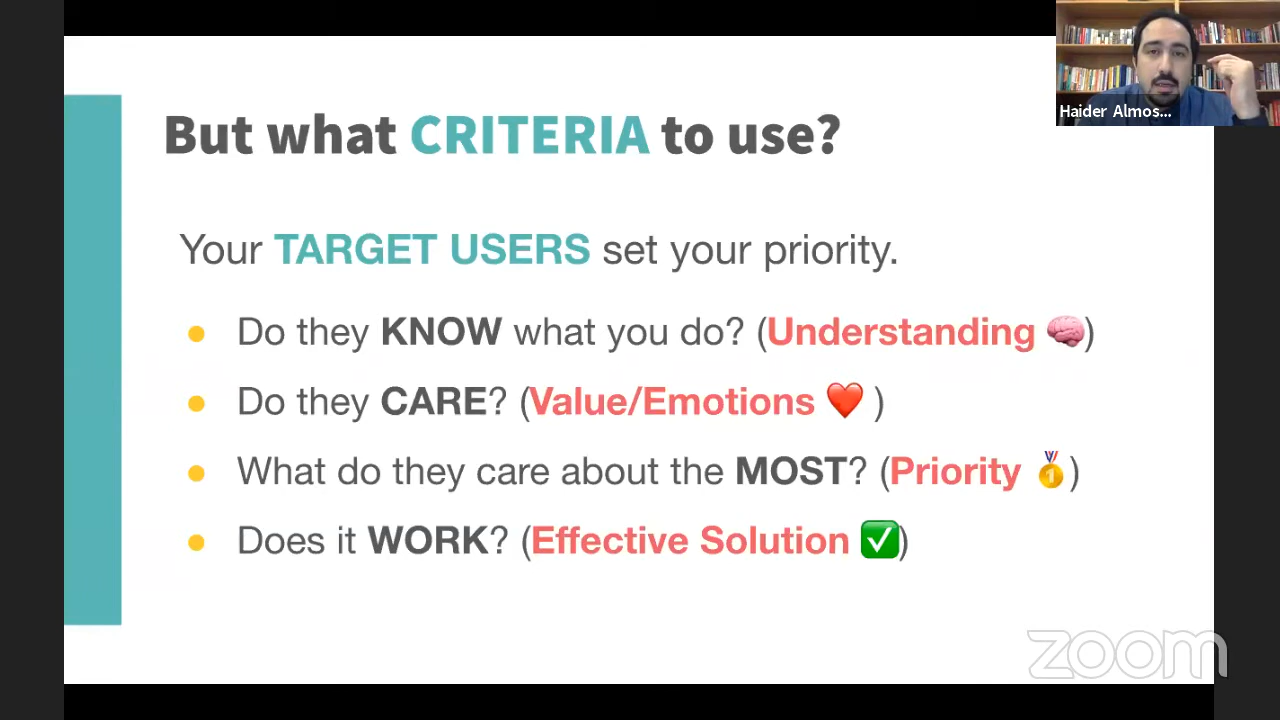 Haider Almos...
But what CRITERIA to use?
Your TARGET USERS set your priority.
Do they KNOW what you do? (Understanding 🧠)
Do they CARE? (Value/Emotions ❤️ )
What do they care about the MOST? (Priority 🥇)
Does it WORK? (Effective Solution ✅)
zoom